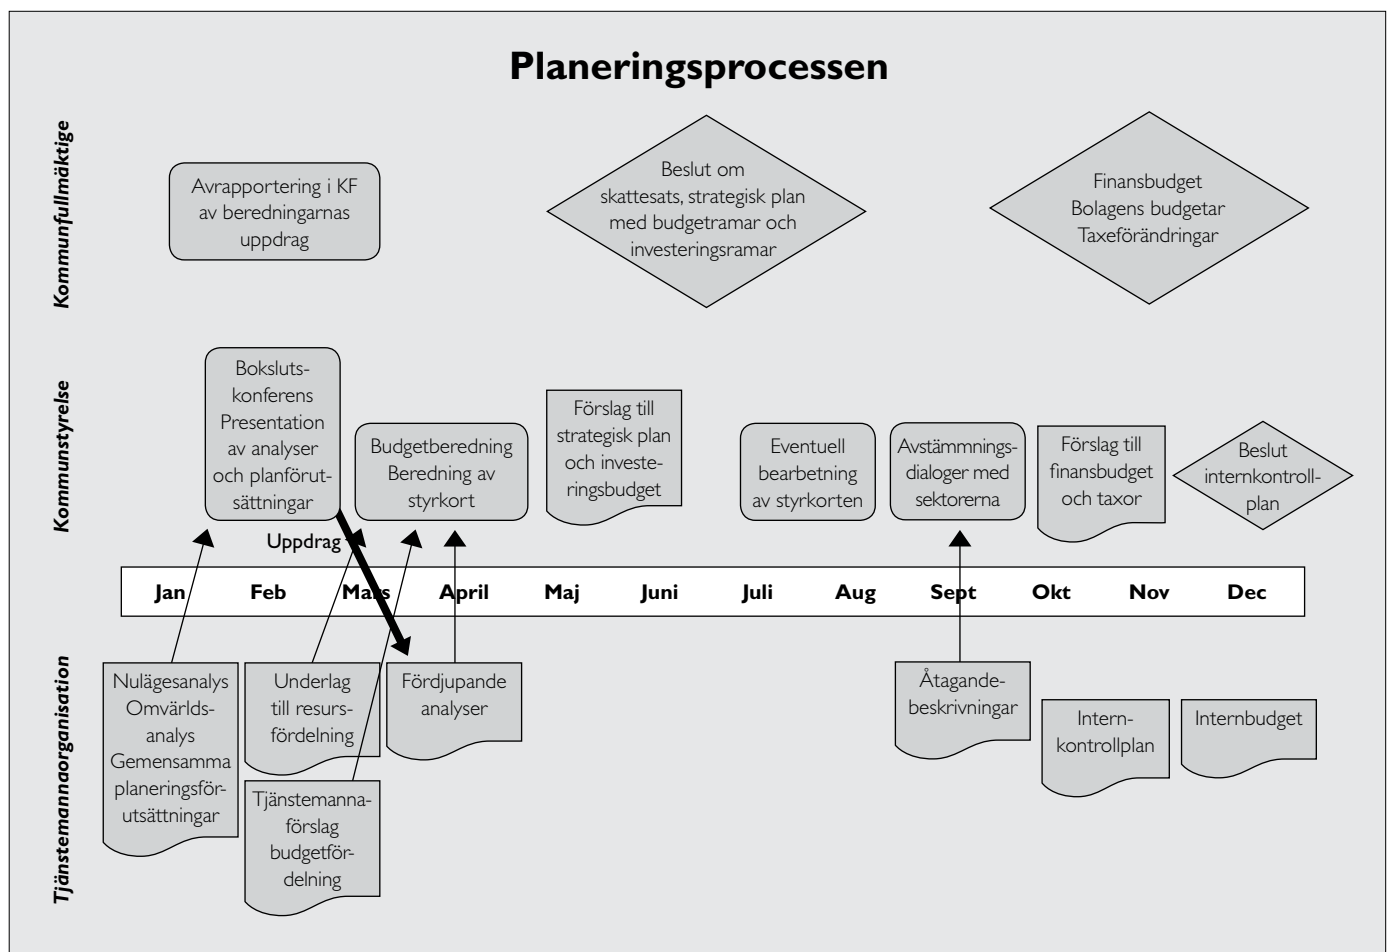 Planeringsprocessen
Kommunfullmäktige
Avrapportering i KF
av beredningarnas
uppdrag
Beslut om
skattesats, strategisk plan
med budgetramar och
investeringsramar
Finansbudget
Bolagens budgetar
Taxeförändringar
Kommunstyrelse
Boksluts-
konferens
Presentation
av analyser
och planförut-
sättningar
Budgetberedning
Beredning av
styrkort
Förslag till
strategisk plan
och investe-
ringsbudget
Eventuell
bearbetning
av styrkorten
Avstämmnings-
dialoger med
sektorerna
Förslag till
finansbudget
och taxor
Beslut
internkontroll-
plan
Uppdrag
Jan Feb Mars April Maj Juni Juli Aug Sept Okt Nov Dec
Tjänstemannaorganisation
Nulägesanalys
Omvärlds-
analys
Gemensamma
planeringsför-
utsättningar
Underlag
till resurs-
fördelning
Tjänstemanna-
förslag
budgetför-
delning
Fördjupande
analyser
Åtagande-
beskrivningar
Intern-
kontrollplan
Internbudget